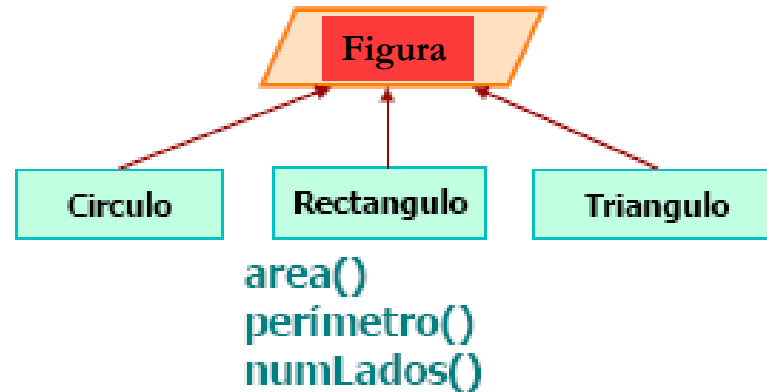 Figura
Circulo
Rectangulo
Triangulo
area()
perímetro()
numLados()